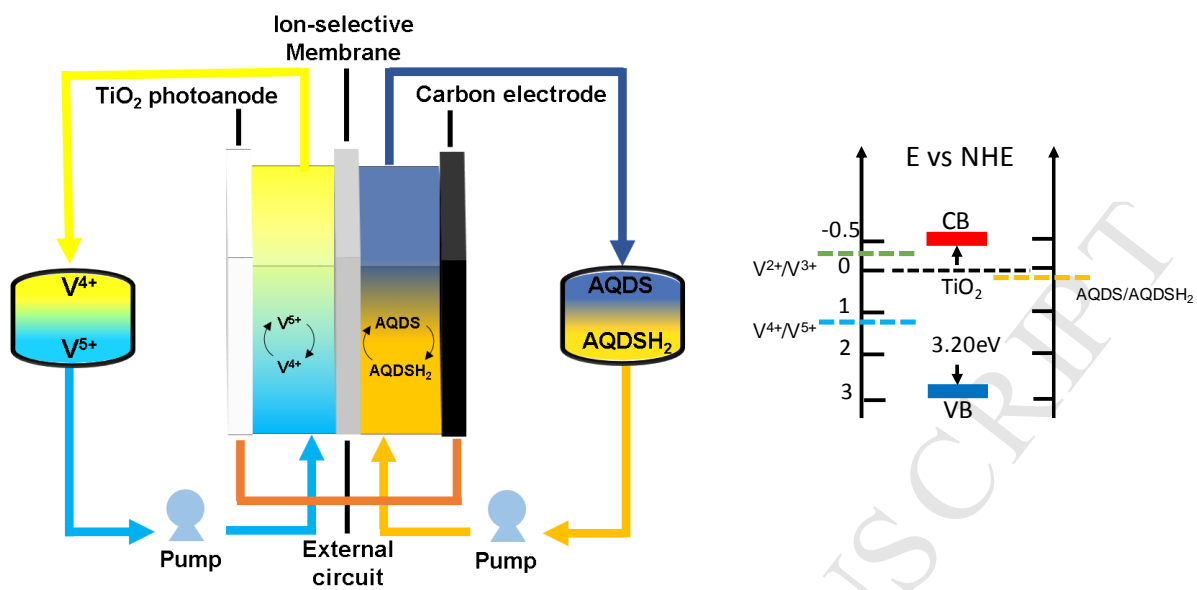 Ion-selective
Membrane
TiO₂ photoanode
Carbon electrode
V⁴⁺
V⁵⁺
V⁵⁺
V⁴⁺
AQDS
AQDSH₂
AQDS
AQDSH₂
Pump
External
circuit
Pump
E vs NHE
-0.5
CB
V²⁺/V³⁺
0
TiO₂
AQDS/AQDSH₂
1
V⁴⁺/V⁵⁺
2
3.20eV
3
VB
USCRIPT